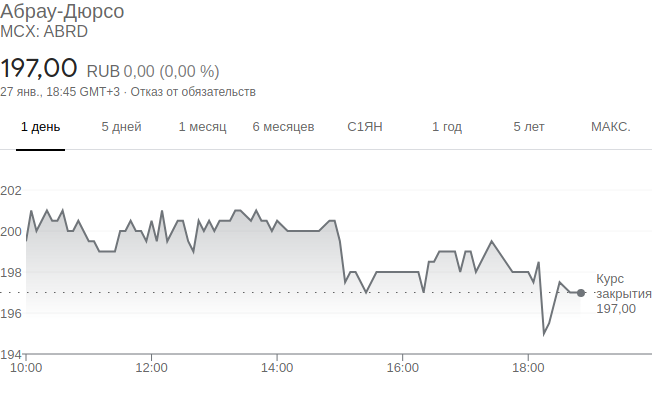 Абрау-Дюрсо
MCX: ABRD
197,00 RUB 0,00 (0,00 %)
27 янв., 18:45 GMT+3 · Отказ от обязательств
1 день 5 дней 1 месяц 6 месяцев С1ЯН 1 год 5 лет МАКС.
202
200
198
196
194
Курс
закрытия
197,00
10:00 12:00 14:00 16:00 18:00